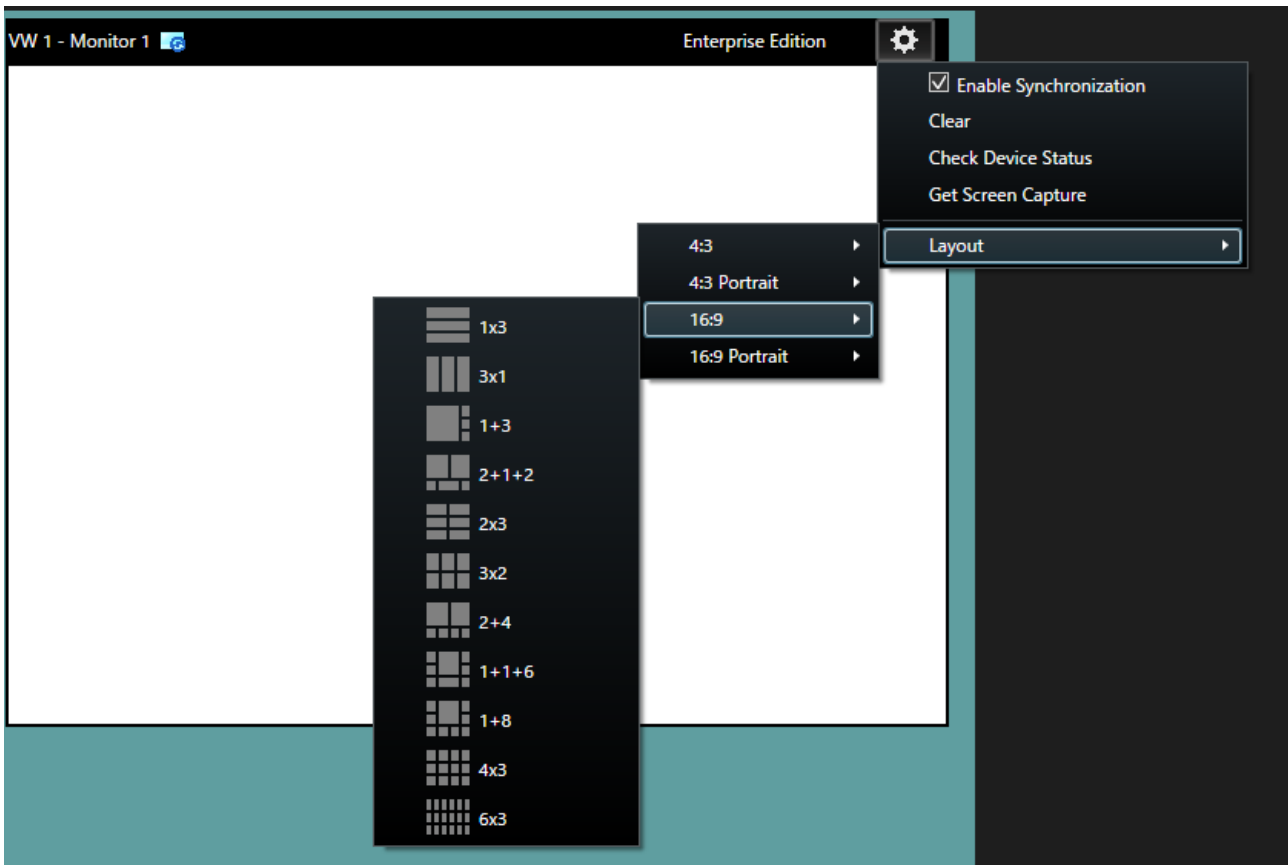 VW 1 - Monitor 1
Enterprise Edition
Enable Synchronization
Clear
Check Device Status
Get Screen Capture
Layout
4:3
4:3 Portrait
16:9
16:9 Portrait
1x3
3x1
1+3
2+1+2
2x3
3x2
2+4
1+1+6
1+8
4x3
6x3